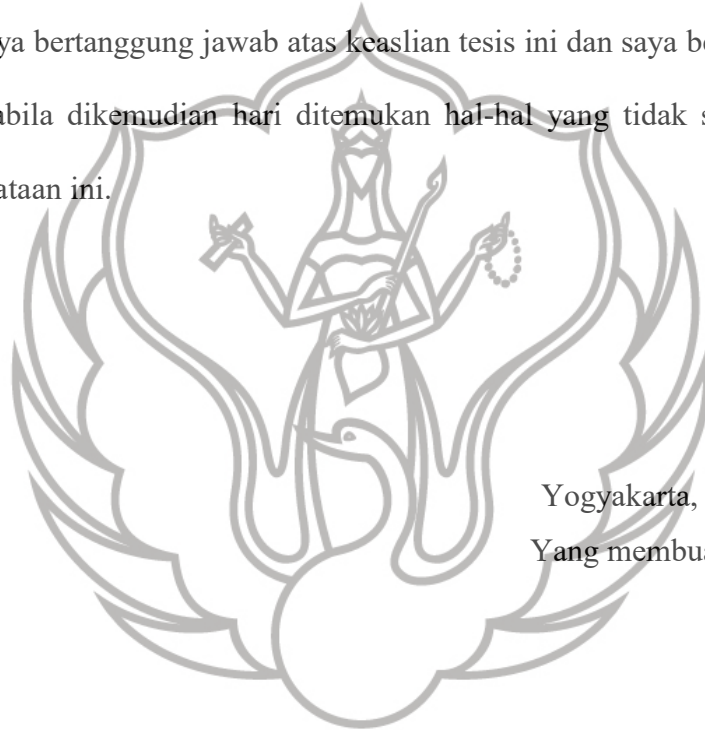 ya bertanggung jawab atas keaslian tesis ini dan saya be
abila dikemudian hari ditemukan hal-hal yang tidak s
ataan ini.
Yogyakarta,
Yang membua